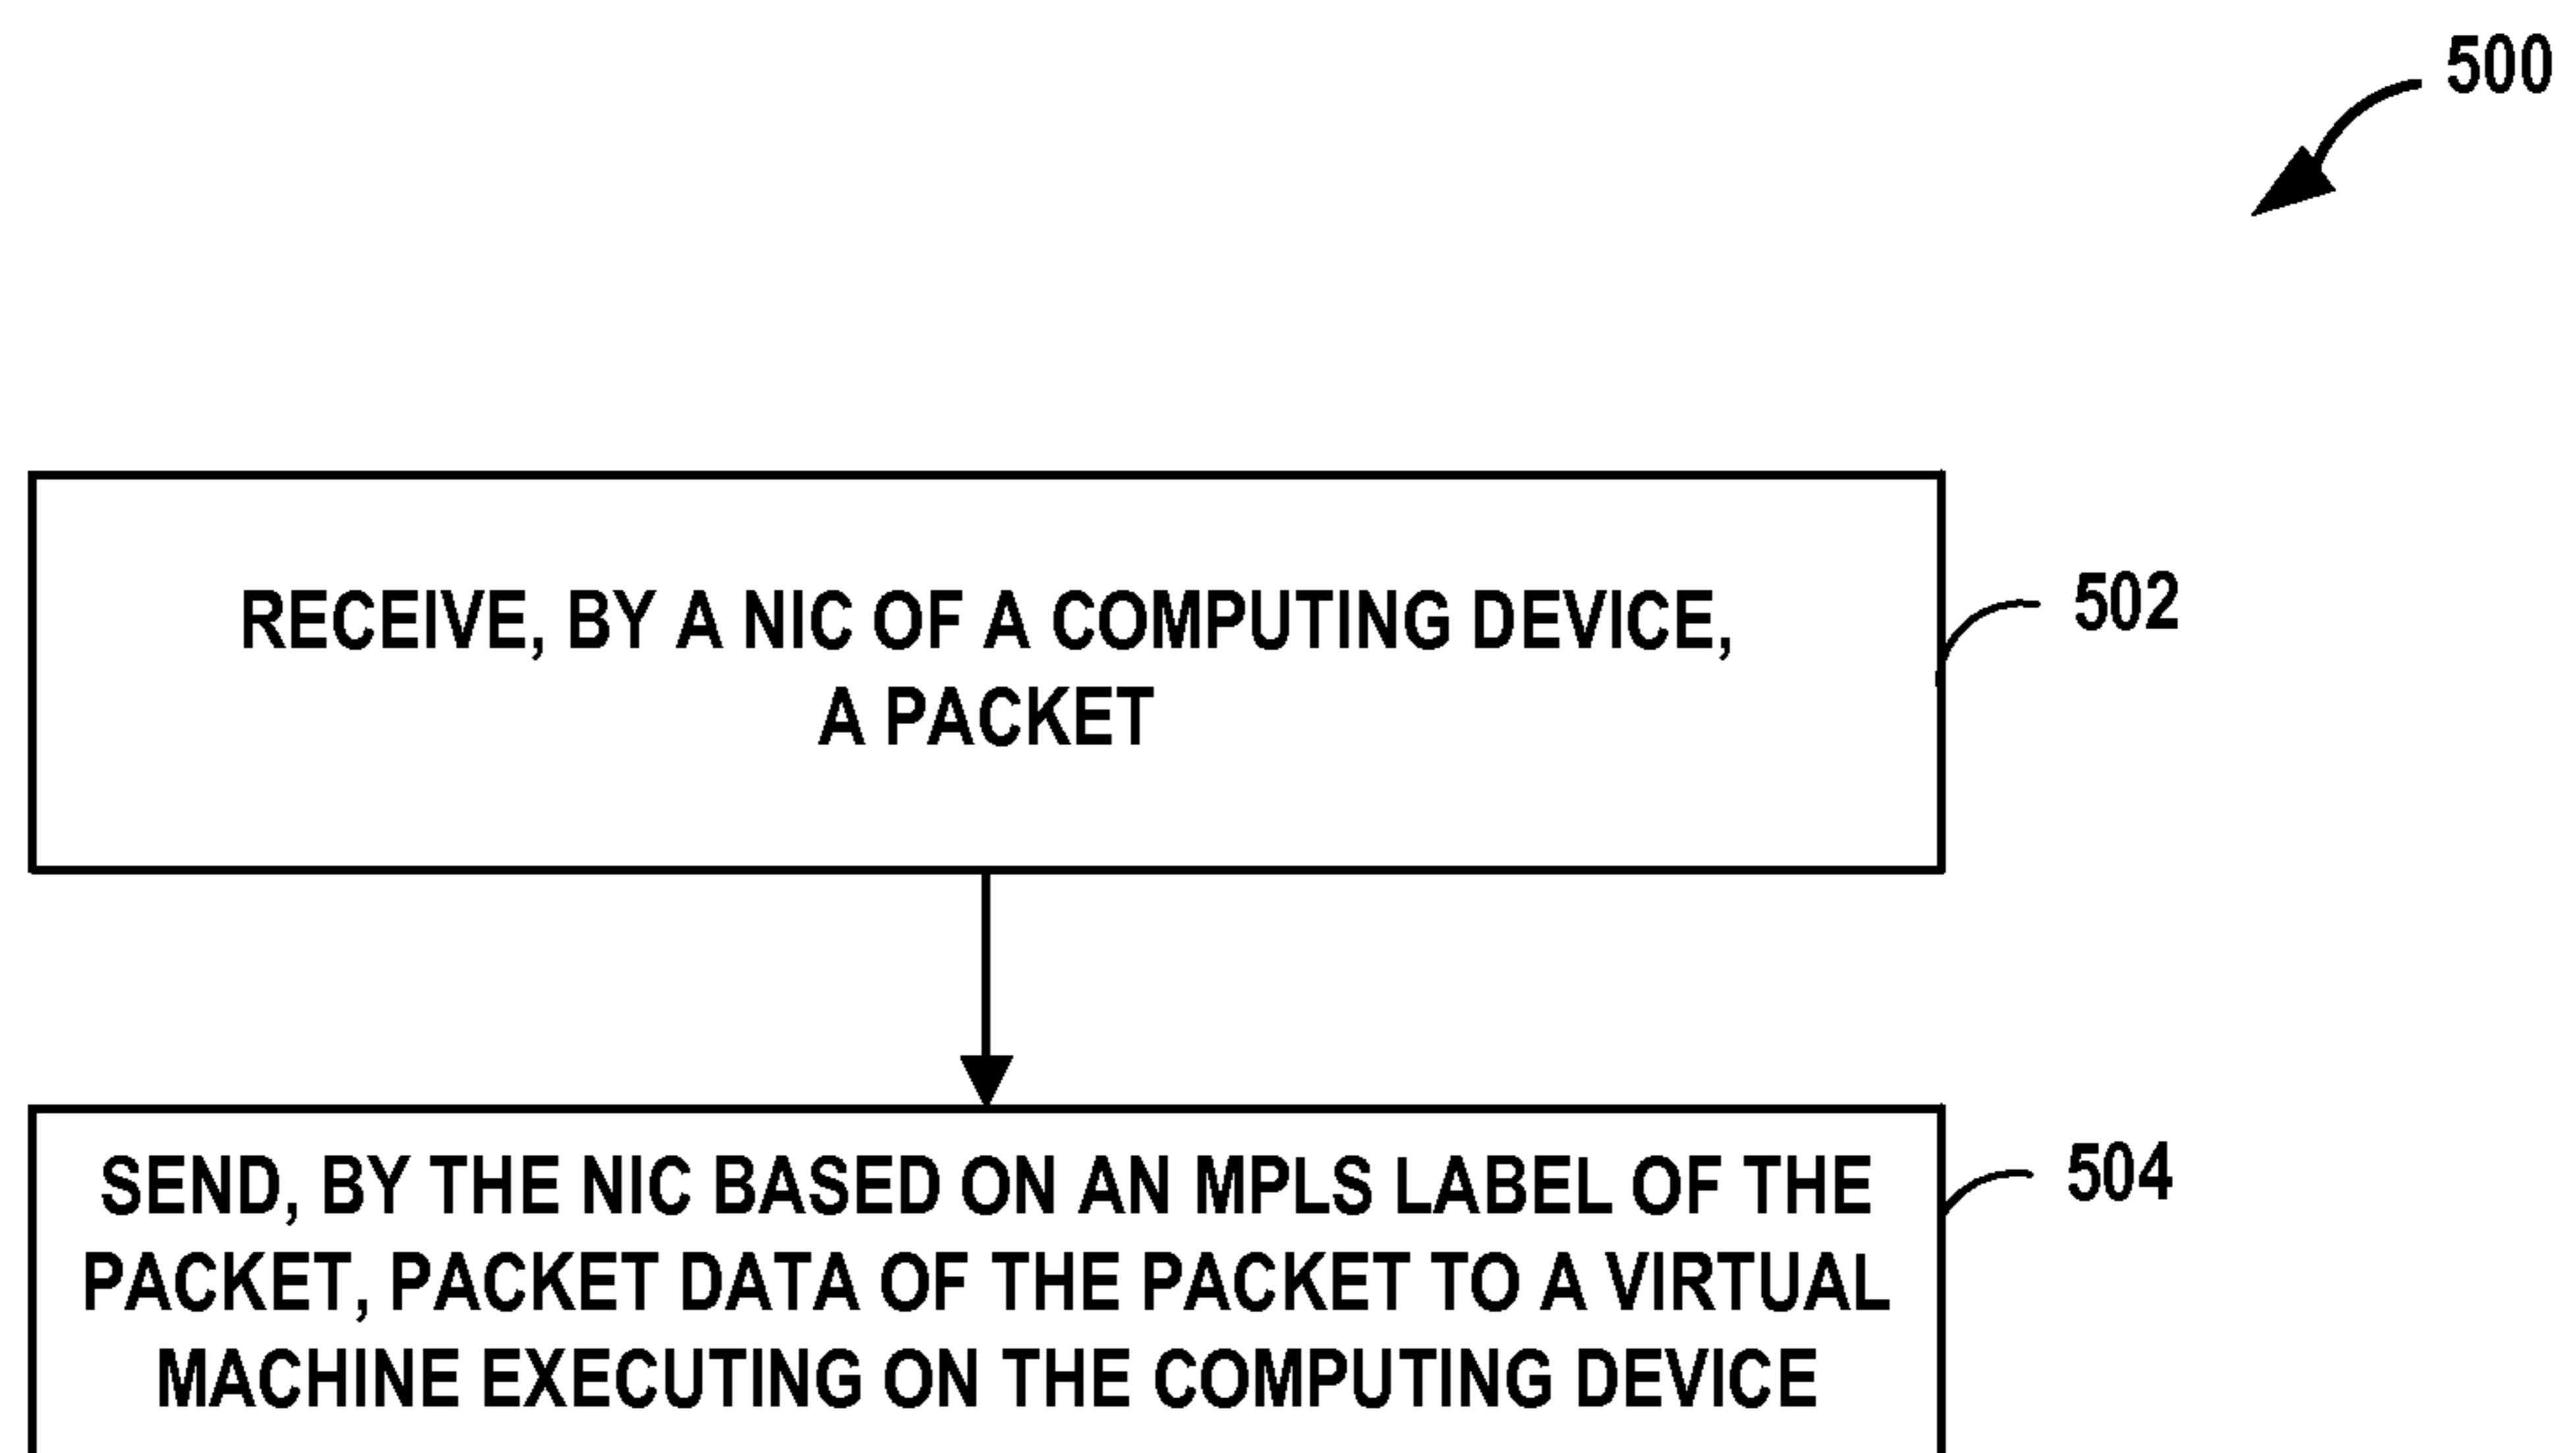 500
RECEIVE, BY A NIC OF A COMPUTING DEVICE,
A PACKET
502
SEND, BY THE NIC BASED ON AN MPLS LABEL OF THE
PACKET, PACKET DATA OF THE PACKET TO A VIRTUAL
MACHINE EXECUTING ON THE COMPUTING DEVICE
504